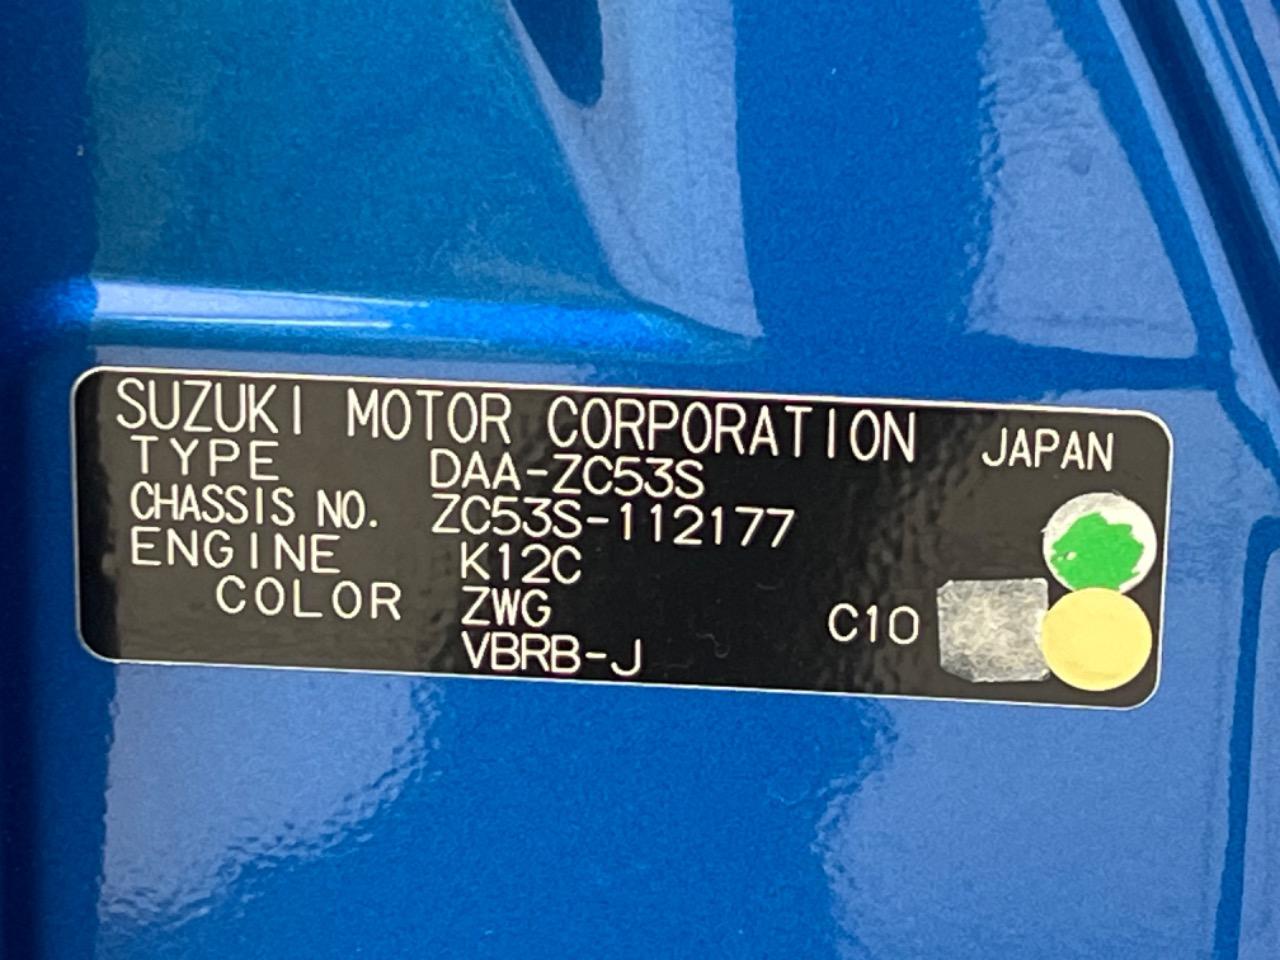 SUZUKI MOTOR CORPORATION JAPAN
TYPE DAA-ZC53S
CHASSIS NO. ZC53S-112177
ENGINE K12C
COLOR ZWG C10
VBRB-J